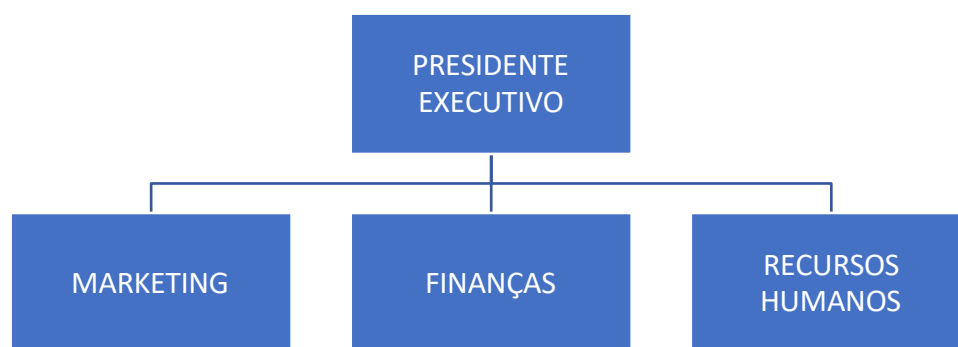 PRESIDENTE
EXECUTIVO
MARKETING
FINANÇAS
RECURSOS
HUMANOS